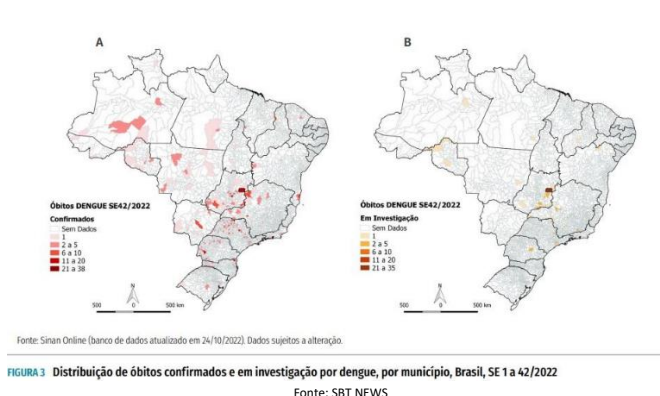 A
B
Óbitos DENGUE SE42/2022
Confirmados
Sem Dados
1
2 a 5
6 a 10
11 a 20
21 a 38
N
500 0 500 km
Óbitos DENGUE SE42/2022
Em Investigação
Sem Dados
1
2 a 5
6 a 10
11 a 20
21 a 35
N
500 0 500 km
Fonte: Sinan Online (banco de dados atualizado em 24/10/2022). Dados sujeitos a alteração.
FIGURA 3 Distribuição de óbitos confirmados e em investigação por dengue, por município, Brasil, SE 1 a 42/2022
Fonte: SBT NEWS